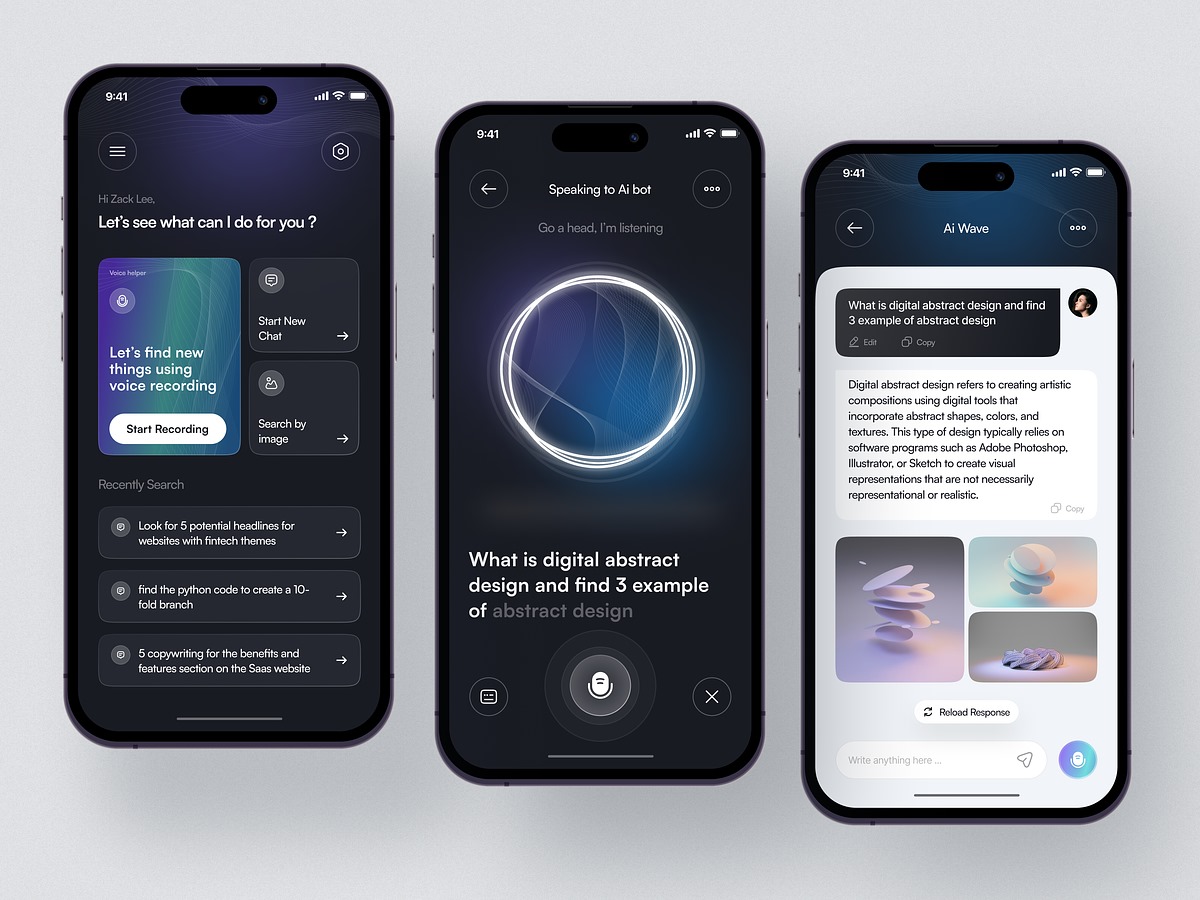 9:41
Hi Zack Lee,
Let's see what can I do for you ?
Voice helper
Let's find new
things using
voice recording
Start Recording
Start New
Chat
Search by
image
Recently Search
Look for 5 potential headlines for
websites with fintech themes
find the python code to create a 10-
fold branch
5 copywriting for the benefits and
features section on the Saas website
9:41
Speaking to Ai bot
Go a head, I'm listening
What is digital abstract
design and find 3 example
of abstract design
9:41
Ai Wave
What is digital abstract design and find
3 example of abstract design
Edit
Copy
Digital abstract design refers to creating artistic
compositions using digital tools that
incorporate abstract shapes, colors, and
textures. This type of design typically relies on
software programs such as Adobe Photoshop,
Illustrator, or Sketch to create visual
representations that are not necessarily
representational or realistic.
Copy
Reload Response
Write anything here ...